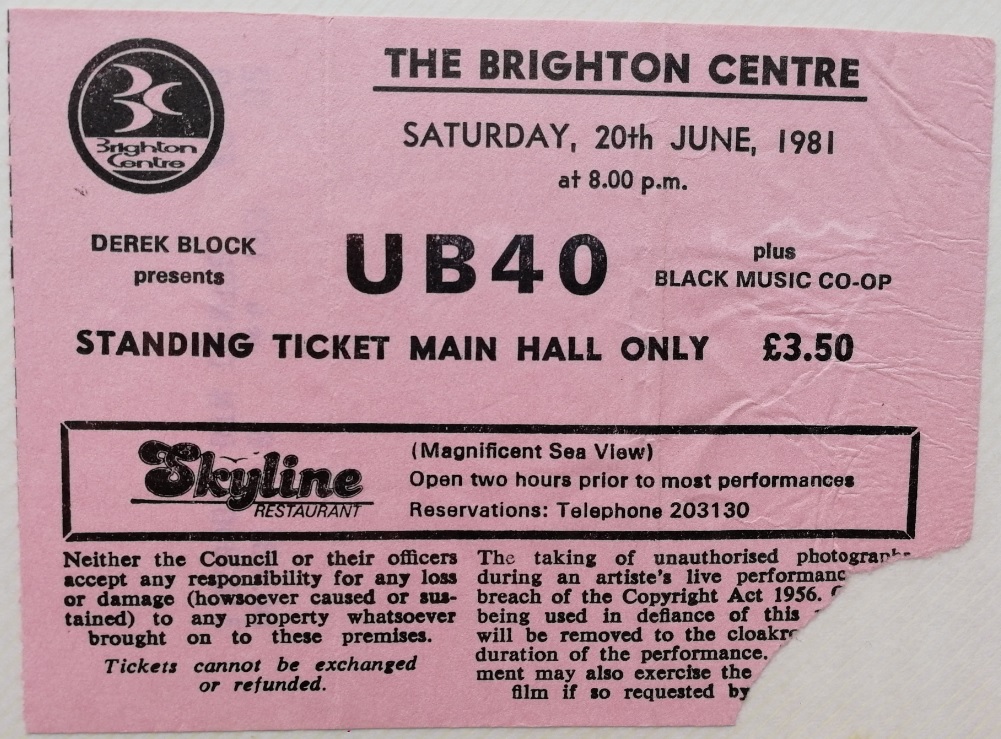 Brighton
Centre
THE BRIGHTON CENTRE
SATURDAY, 20th JUNE, 1981
at 8.00 p.m.
DEREK BLOCK
presents
UB40
plus
BLACK MUSIC CO-OP
STANDING TICKET MAIN HALL ONLY £3.50
Skyline
RESTAURANT
(Magnificent Sea View)
Open two hours prior to most performances
Reservations: Telephone 203130
Neither the Council or their officers
accept any responsibility for any loss
or damage (howsoever caused or sus-
tained) to any property whatsoever
brought on to these premises.
Tickets cannot be exchanged
or refunded.
The taking of unauthorised
during an artiste's live
breach of the Copyright Act 1956.
being used in defiance of this
will be removed to the
duration of the performance.
ment may also exercise the
film if so requested by